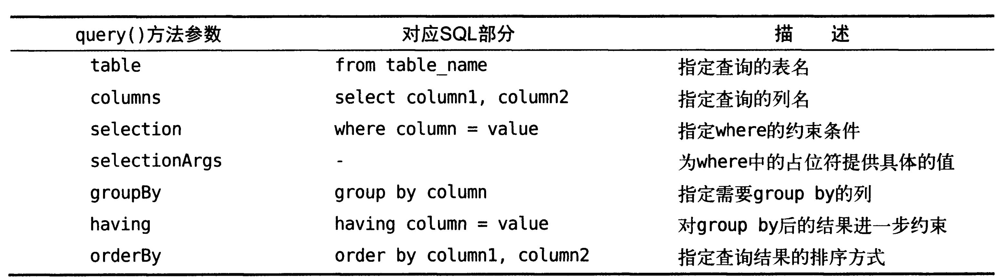 query()方法参数 对应SQL部分 描 述
table from table_name 指定查询的表名
columns select column1, column2 指定查询的列名
selection where column = value 指定where的约束条件
selectionArgs - 为where中的占位符提供具体的值
groupBy group by column 指定需要group by的列
having having column = value 对group by后的结果进一步约束
orderBy order by column1, column2 指定查询结果的排序方式